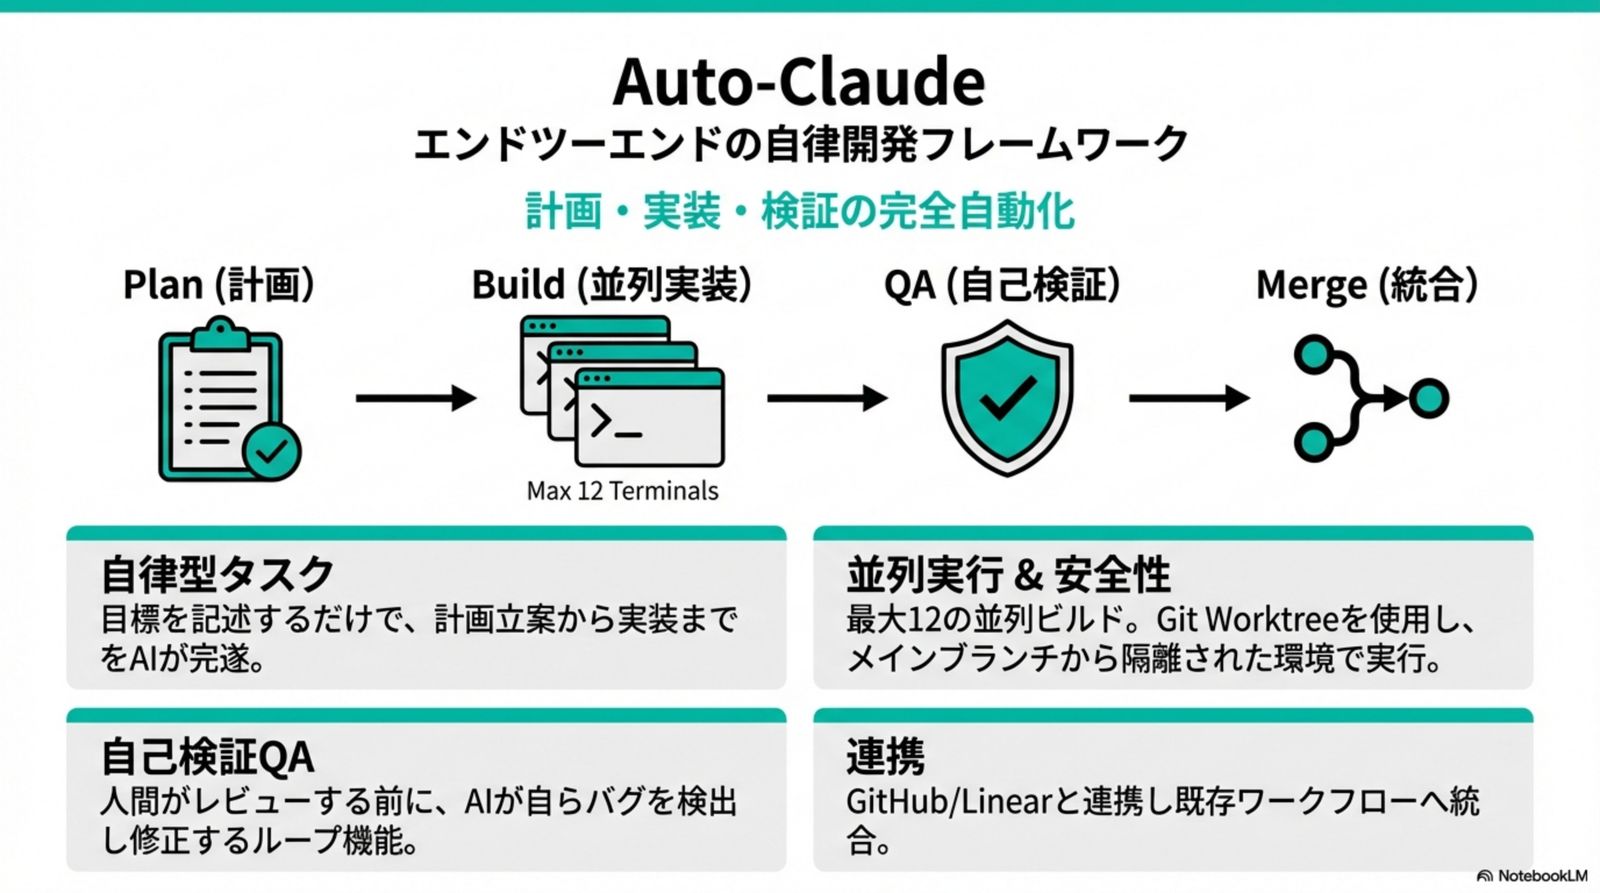 Auto-Claude
エンドツーエンドの自律開発フレームワーク
計画・実装・検証の完全自動化
Plan (計画)
Build (並列実装)
QA (自己検証)
Merge (統合)
Max 12 Terminals
自律型タスク
目標を記述するだけで、計画立案から実装まで
をAIが完遂。
並列実行 & 安全性
最大12の並列ビルド。Git Worktreeを使用し、
メインブランチから隔離された環境で実行。
自己検証QA
人間がレビューする前に、AIが自らバグを検出
し修正するループ機能。
連携
GitHub/Linearと連携し既存ワークフローへ統
合。
NotebookLM